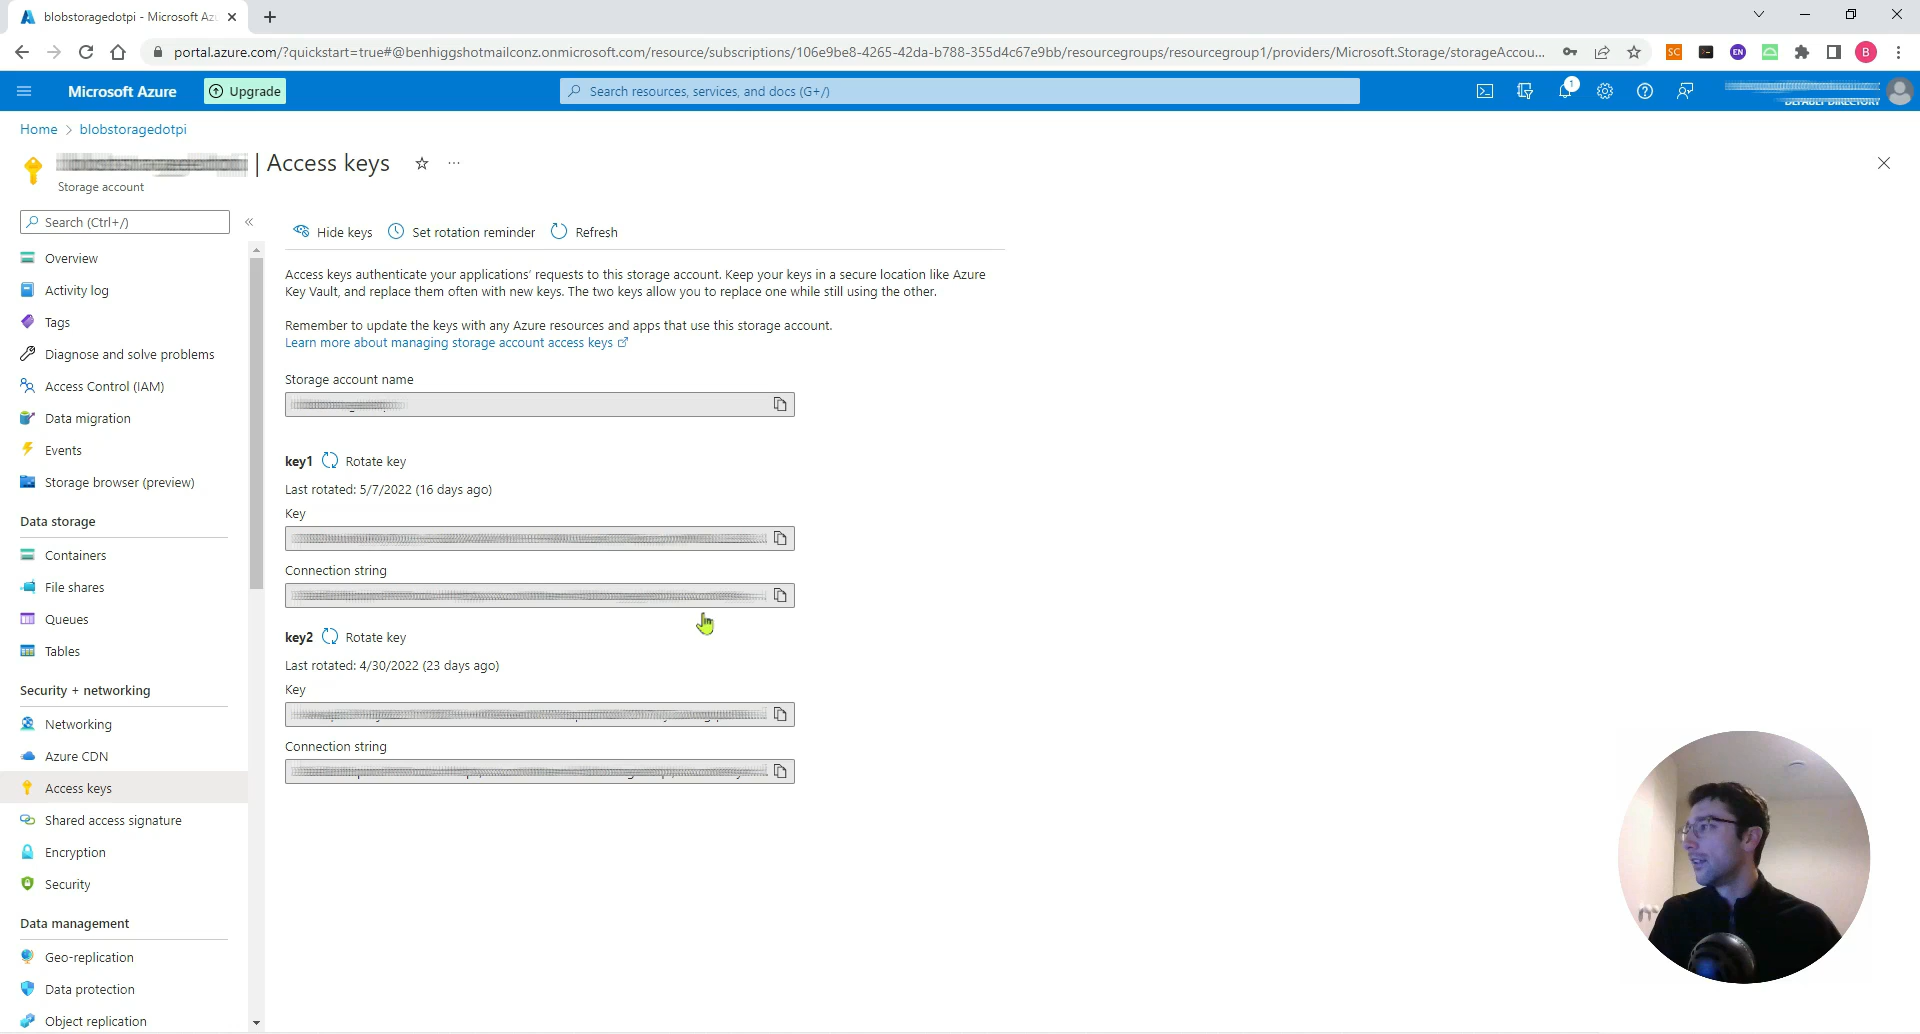 blobstoragedotpi - Microsoft Az
portal.azure.com/?quickstart=true#@benhiggshotmailconz.onmicrosoft.com/resource/subscriptions/106e9be8-4265-42da-b788-355d4c67e9bb/resourcegroups/resourcegroup1/providers/Microsoft.Storage/storageAccou...
SC
EN
B
Microsoft Azure
Upgrade
Search resources, services, and docs (G+/)
1
DEFAULT DIRECTORY
Home > blobstoragedotpi
| Access keys
Storage account
Search (Ctrl+/)
Overview
Activity log
Tags
Diagnose and solve problems
Access Control (IAM)
Data migration
Events
Storage browser (preview)
Data storage
Containers
File shares
Queues
Tables
Security + networking
Networking
Azure CDN
Access keys
Shared access signature
Encryption
Security
Data management
Geo-replication
Data protection
Object replication
Hide keys
Set rotation reminder
Refresh
Access keys authenticate your applications' requests to this storage account. Keep your keys in a secure location like Azure
Key Vault, and replace them often with new keys. The two keys allow you to replace one while still using the other.
Remember to update the keys with any Azure resources and apps that use this storage account.
Learn more about managing storage account access keys
Storage account name
key1 Rotate key
Last rotated: 5/7/2022 (16 days ago)
Key
Connection string
key2 Rotate key
Last rotated: 4/30/2022 (23 days ago)
Key
Connection string